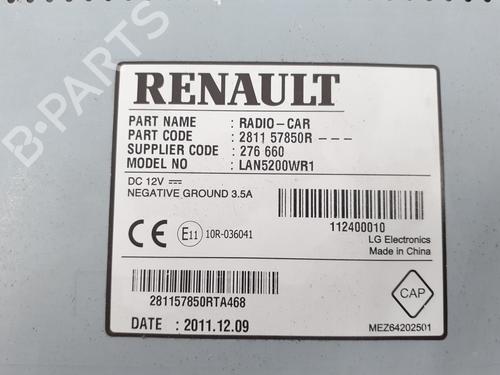 RENAULT
PART NAME : RADIO-CAR
PART CODE : 2811 57850R - - -
SUPPLIER CODE : 276 660
MODEL NO : LAN5200WR1
DC 12V
NEGATIVE GROUND 3.5A
CE E11 10R-036041
112400010
LG Electronics
Made in China
281157850RTA468
CAP
DATE : 2011.12.09
MEZ64202501
B-PARTS